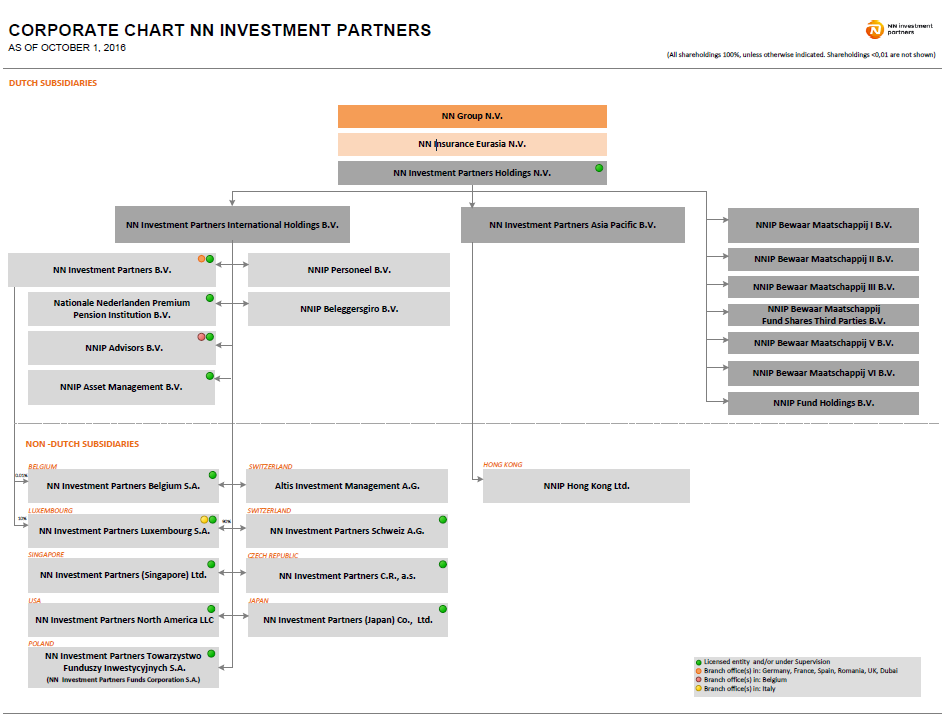 CORPORATE CHART NN INVESTMENT PARTNERS
AS OF OCTOBER 1, 2016
NN investment
partners
(All shareholdings 100%, unless otherwise indicated. Shareholdings <0,01 are not shown)
DUTCH SUBSIDIARIES
NN Group N.V.
NN Insurance Eurasia N.V.
NN Investment Partners Holdings N.V.
NN Investment Partners International Holdings B.V.
NN Investment Partners Asia Pacific B.V.
NNIP Bewaar Maatschappij I B.V.
NNIP Bewaar Maatschappij II B.V.
NNIP Bewaar Maatschappij III B.V.
NNIP Bewaar Maatschappij
Fund Shares Third Parties B.V.
NNIP Bewaar Maatschappij V B.V.
NNIP Bewaar Maatschappij VI B.V.
NNIP Fund Holdings B.V.
NN Investment Partners B.V.
NNIP Personeel B.V.
Nationale Nederlanden Premium
Pension Institution B.V.
NNIP Beleggersgiro B.V.
NNIP Advisors B.V.
NNIP Asset Management B.V.
NON -DUTCH SUBSIDIARIES
BELGIUM
0,01%
NN Investment Partners Belgium S.A.
SWITZERLAND
Altis Investment Management A.G.
HONG KONG
NNIP Hong Kong Ltd.
LUXEMBOURG
10%
NN Investment Partners Luxembourg S.A.
90%
SWITZERLAND
NN Investment Partners Schweiz A.G.
SINGAPORE
NN Investment Partners (Singapore) Ltd.
CZECH REPUBLIC
NN Investment Partners C.R., a.s.
USA
NN Investment Partners North America LLC
JAPAN
NN Investment Partners (Japan) Co., Ltd.
POLAND
NN Investment Partners Towarzystwo
Funduszy Inwestycyjnych S.A.
(NN Investment Partners Funds Corporation S.A.)
Licensed entity and/or under Supervision
Branch office(s) in: Germany, France, Spain, Romania, UK, Dubai
Branch office(s) in: Belgium
Branch office(s) in: Italy